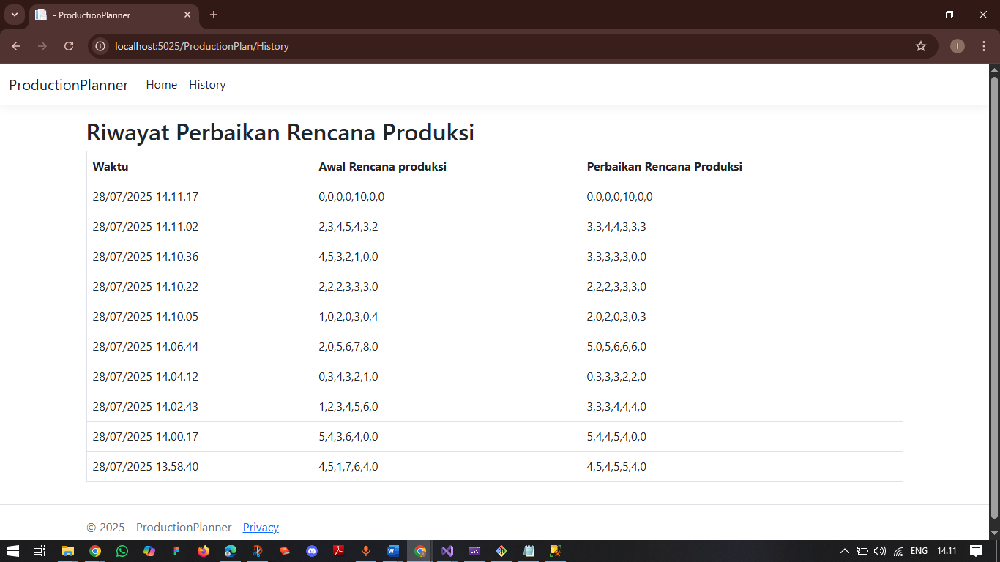 - ProductionPlanner
localhost:5025/ProductionPlan/History
I
ProductionPlanner Home History
Riwayat Perbaikan Rencana Produksi
Waktu Awal Rencana produksi Perbaikan Rencana Produksi
28/07/2025 14.11.17 0,0,0,0,10,0,0 0,0,0,0,10,0,0
28/07/2025 14.11.02 2,3,4,5,4,3,2 3,3,4,4,3,3,3
28/07/2025 14.10.36 4,5,3,2,1,0,0 3,3,3,3,3,0,0
28/07/2025 14.10.22 2,2,2,3,3,3,0 2,2,2,3,3,3,0
28/07/2025 14.10.05 1,0,2,0,3,0,4 2,0,2,0,3,0,3
28/07/2025 14.06.44 2,0,5,6,7,8,0 5,0,5,6,6,6,0
28/07/2025 14.04.12 0,3,4,3,2,1,0 0,3,3,3,2,2,0
28/07/2025 14.02.43 1,2,3,4,5,6,0 3,3,3,4,4,4,0
28/07/2025 14.00.17 5,4,3,6,4,0,0 5,4,4,5,4,0,0
28/07/2025 13.58.40 4,5,1,7,6,4,0 4,5,4,5,5,4,0
© 2025 - ProductionPlanner - Privacy
ENG 14.11